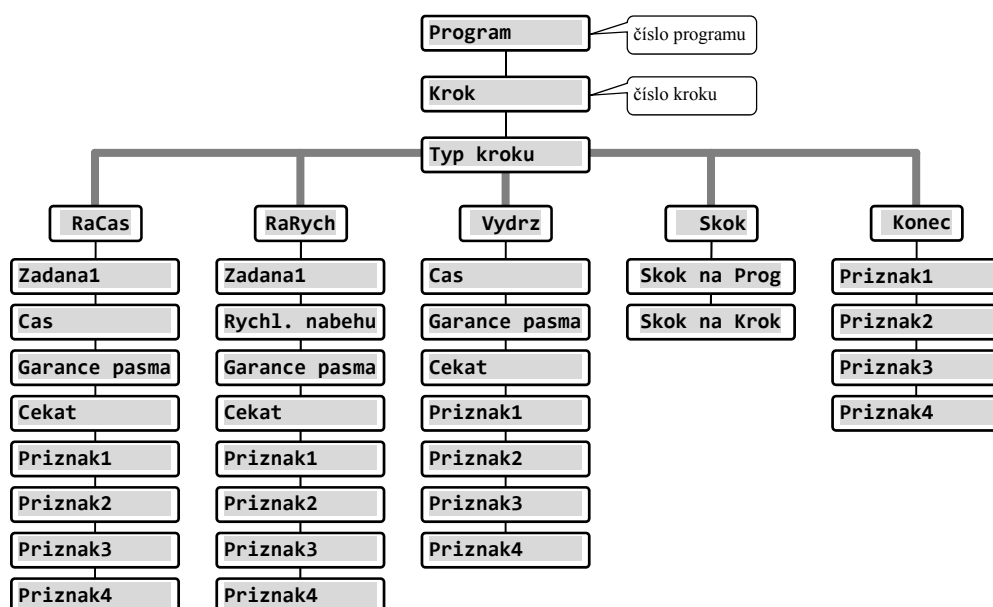 Program
číslo programu
Krok
číslo kroku
Typ kroku
RaCas
RaRych
Vydrz
Skok
Konec
Zadana1
Cas
Garance pasma
Cekat
Priznak1
Priznak2
Priznak3
Priznak4
Zadana1
Rychl. nabehu
Garance pasma
Cekat
Priznak1
Priznak2
Priznak3
Priznak4
Cas
Garance pasma
Cekat
Priznak1
Priznak2
Priznak3
Priznak4
Skok na Prog
Skok na Krok
Priznak1
Priznak2
Priznak3
Priznak4